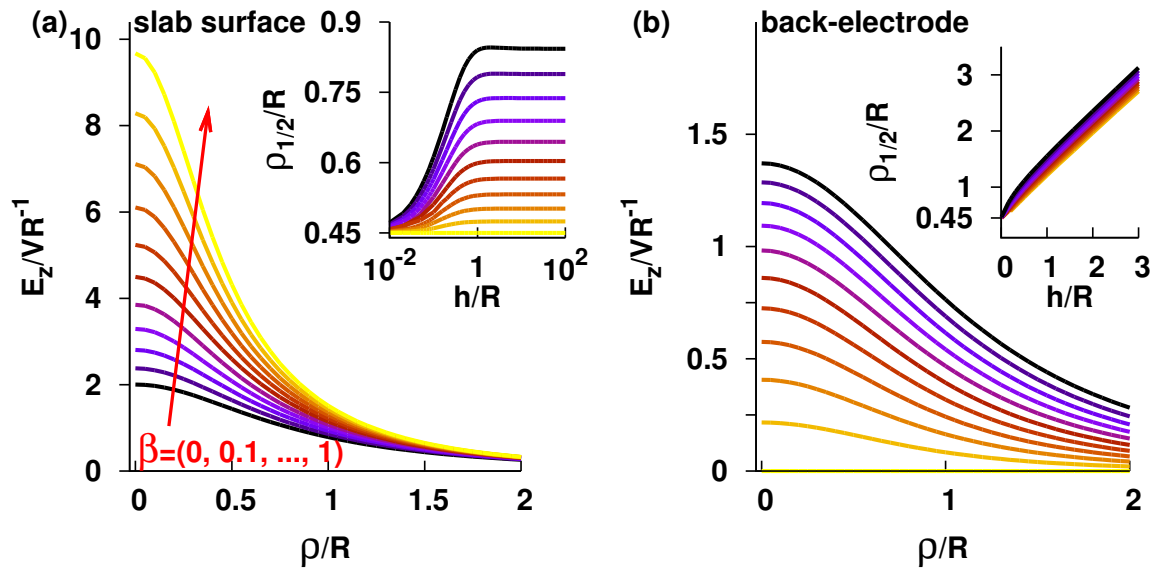 (a) slab surface
E_z/VR^-1
10
8
6
4
2
0
0 0.5 1 1.5 2
ρ/R
β=(0, 0.1, ..., 1)
ρ_1/2/R
0.9
0.75
0.6
0.45
10^-2 1 10^2
h/R
(b) back-electrode
E_z/VR^-1
1.5
1
0.5
0
0 1 2
ρ/R
ρ_1/2/R
3
2
1
0.45
0 1 2 3
h/R